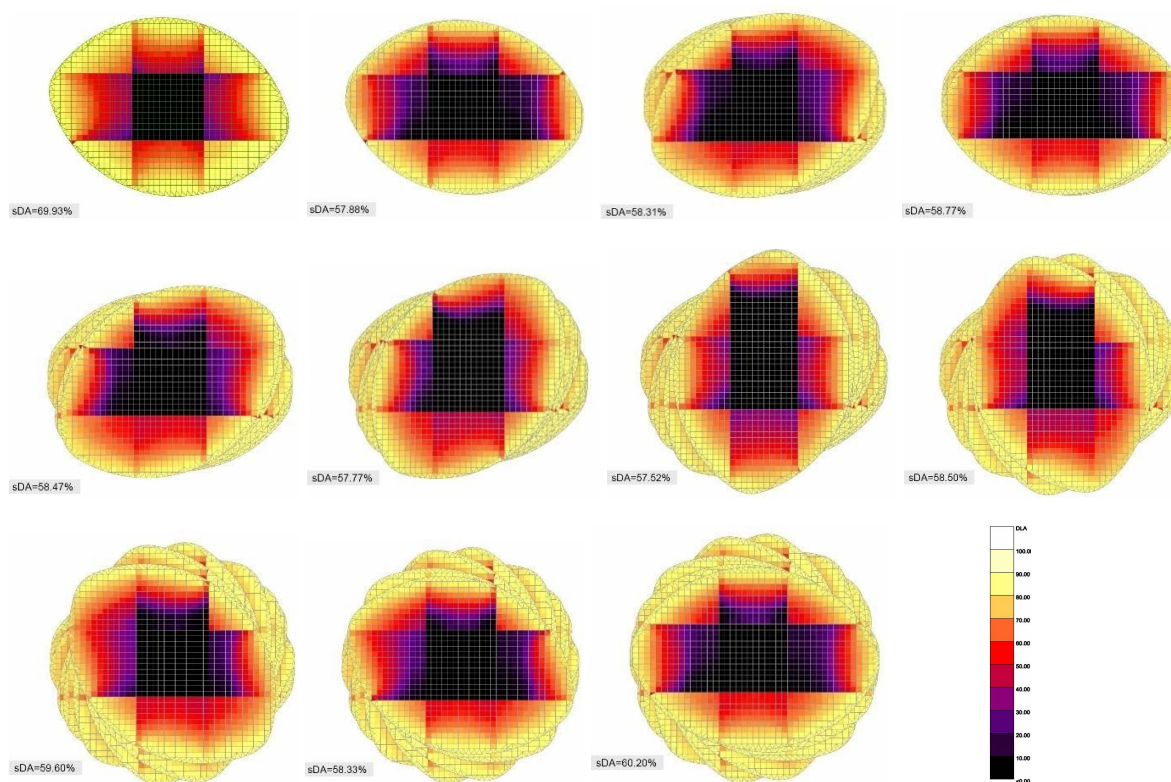 sDA=69.93%
sDA=57.88%
sDA=58.31%
sDA=58.77%
sDA=58.47%
sDA=57.77%
sDA=57.52%
sDA=58.50%
DLA
100.00
90.00
80.00
70.00
60.00
50.00
40.00
30.00
20.00
10.00
<0.00
sDA=59.60%
sDA=58.33%
sDA=60.20%